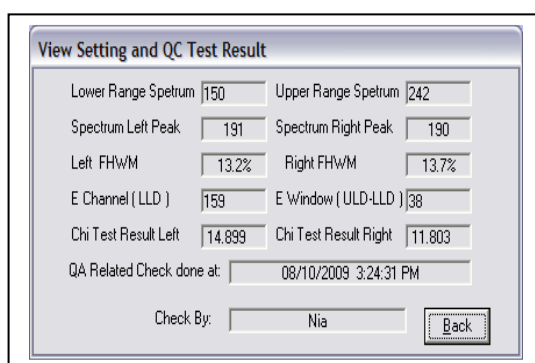 View Setting and QC Test Result
Lower Range Spetrum 150 Upper Range Spetrum 242
Spectrum Left Peak 191 Spectrum Right Peak 190
Left FHWM 13.2% Right FHWM 13.7%
E Channel ( LLD ) 159 E Window ( ULD-LLD ) 38
Chi Test Result Left 14.899 Chi Test Result Right 11.803
QA Related Check done at: 08/10/2009 3:24:31 PM
Check By: Nia Back